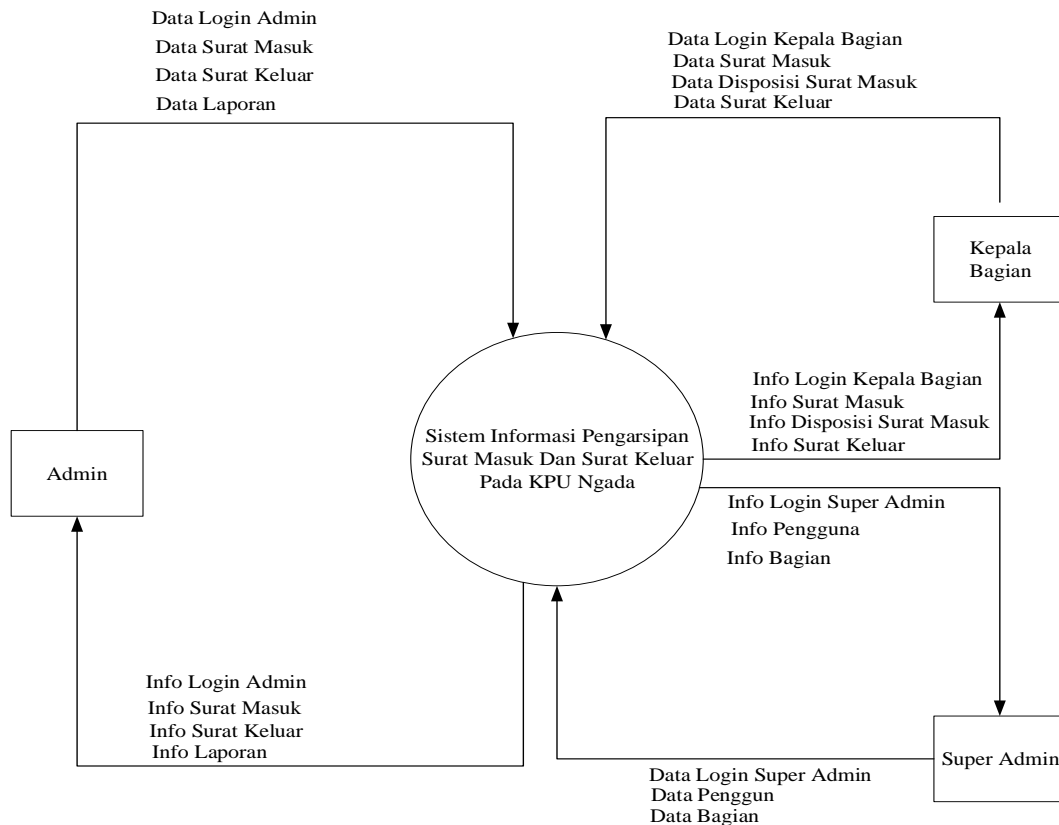 Data Login Admin
Data Surat Masuk
Data Surat Keluar
Data Laporan
Data Login Kepala Bagian
Data Surat Masuk
Data Disposisi Surat Masuk
Data Surat Keluar
Kepala
Bagian
Info Login Kepala Bagian
Info Surat Masuk
Info Disposisi Surat Masuk
Info Surat Keluar
Sistem Informasi Pengarsipan
Surat Masuk Dan Surat Keluar
Pada KPU Ngada
Admin
Info Login Super Admin
Info Pengguna
Info Bagian
Info Login Admin
Info Surat Masuk
Info Surat Keluar
Info Laporan
Super Admin
Data Login Super Admin
Data Penggun
Data Bagian